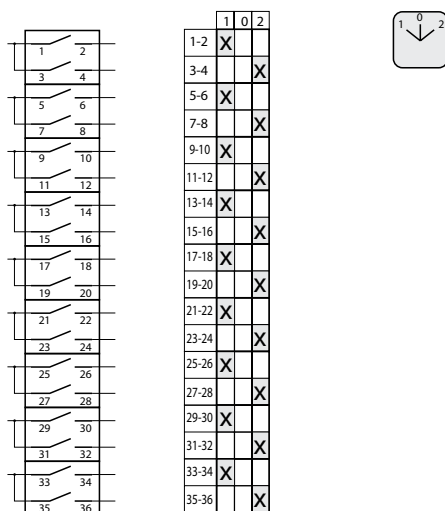 1 0 2
1 0 2
1 2
1-2 X
3 4
3-4 X
5 6
5-6 X
7 8
7-8 X
9 10
9-10 X
11 12
11-12 X
13 14
13-14 X
15 16
15-16 X
17 18
17-18 X
19 20
19-20 X
21 22
21-22 X
23 24
23-24 X
25 26
25-26 X
27 28
27-28 X
29 30
29-30 X
31 32
31-32 X
33 34
33-34 X
35 36
35-36 X